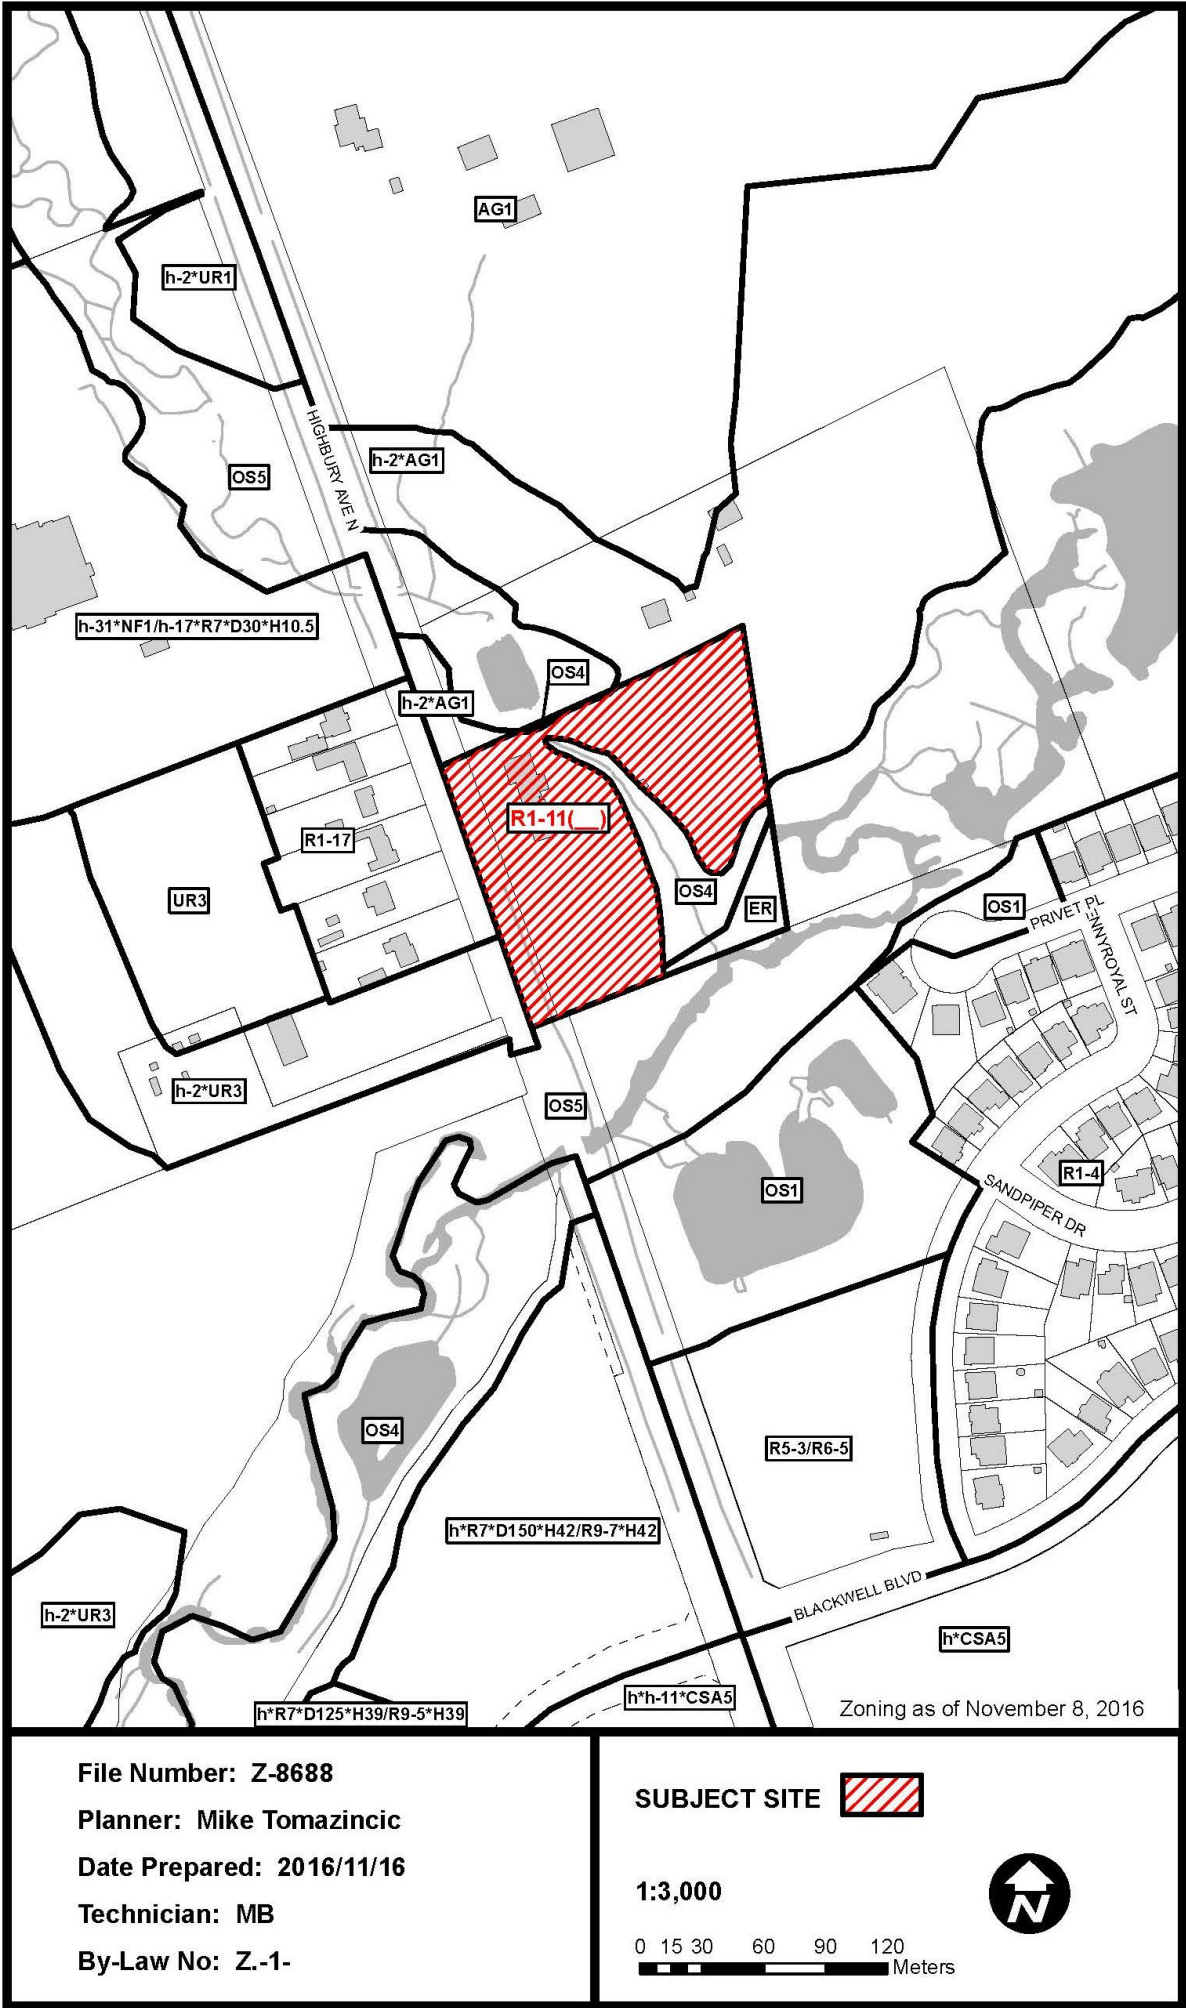 AG1
h-2*UR1
HIGHBURY AVE N
h-2*AG1
OS5
h-31*NF1/h-17*R7*D30*H10.5
OS4
h-2*AG1
R1-11(__)
R1-17
UR3
OS4
ER
OS1
PRIVET PL
h-2*UR3
OS5
OS1
R1-4
SANDPIPER DR
OS4
R5-3/R6-5
h*R7*D150*H42/R9-7*H42
BLACKWELL BLVD
h-2*UR3
h*CSA5
h*h-11*CSA5
h*R7*D125*H39/R9-5*H39
Zoning as of November 8, 2016
File Number: Z-8688
Planner: Mike Tomazincic
Date Prepared: 2016/11/16
Technician: MB
By-Law No: Z.-1-
SUBJECT SITE
1:3,000
N
0 15 30 60 90 120
Meters